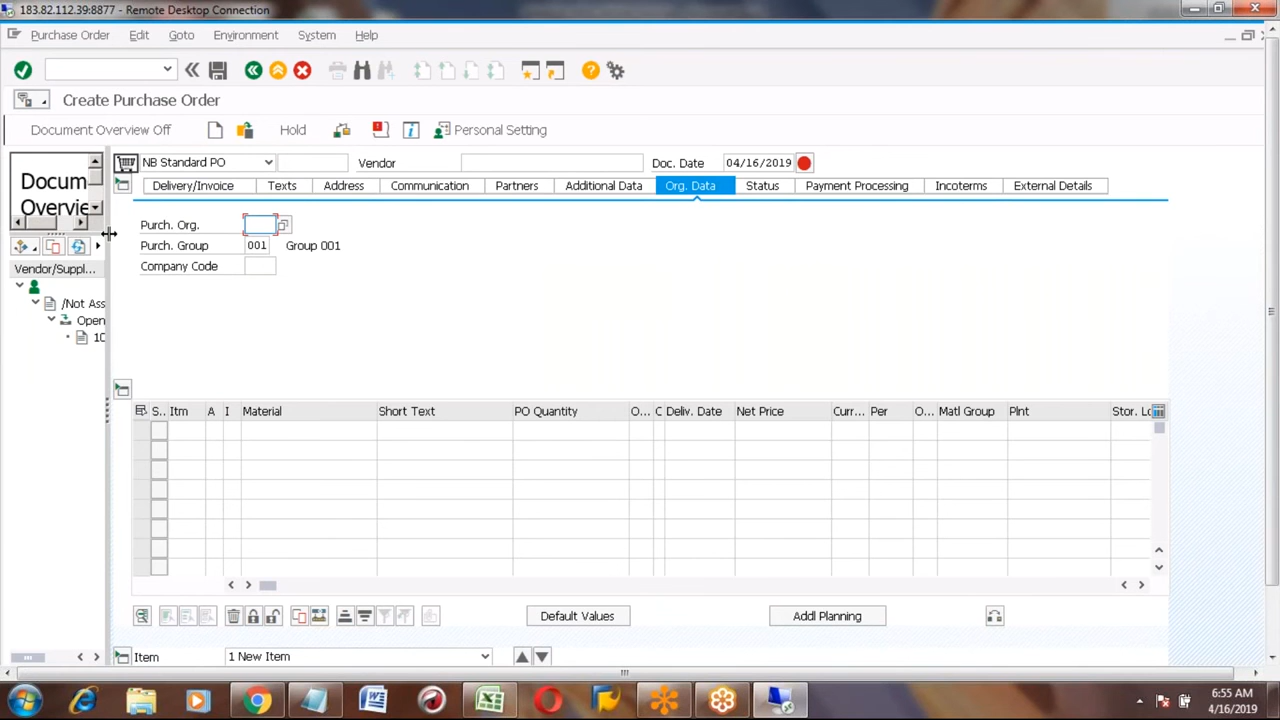 183.82.112.39:8877 - Remote Desktop Connection
Purchase Order Edit Goto Environment System Help
Create Purchase Order
Document Overview Off Hold Personal Setting
Docum
Overvie
NB Standard PO Vendor Doc. Date 04/16/2019
Delivery/Invoice Texts Address Communication Partners Additional Data Org. Data Status Payment Processing Incoterms External Details
Purch. Org.
Purch. Group 001 Group 001
Company Code
Vendor/Suppl...
/Not Ass
Open
10
S.. Itm A I Material Short Text PO Quantity O... C Deliv. Date Net Price Curr... Per O... Matl Group Plnt Stor. Lo
Default Values Addl Planning
Item 1 New Item
6:55 AM
4/16/2019